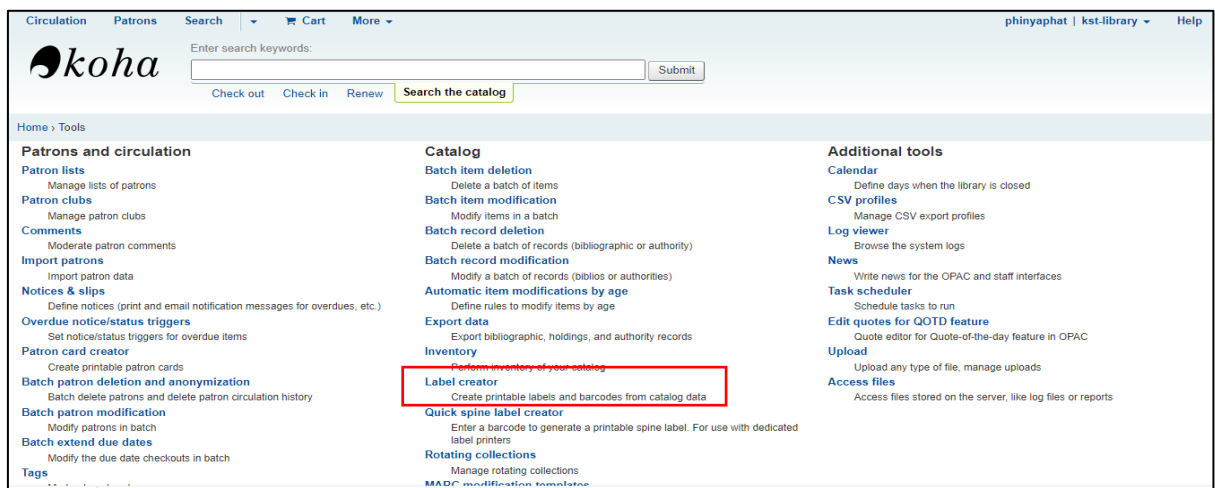 Circulation Patrons Search Cart More phinyaphat | kst-library Help
koha
Enter search keywords:
Submit
Check out Check in Renew Search the catalog
Home › Tools
Patrons and circulation
Patron lists
Manage lists of patrons
Patron clubs
Manage patron clubs
Comments
Moderate patron comments
Import patrons
Import patron data
Notices & slips
Define notices (print and email notification messages for overdues, etc.)
Overdue notice/status triggers
Set notice/status triggers for overdue items
Patron card creator
Create printable patron cards
Batch patron deletion and anonymization
Batch delete patrons and delete patron circulation history
Batch patron modification
Modify patrons in batch
Batch extend due dates
Modify the due date checkouts in batch
Tags
Catalog
Batch item deletion
Delete a batch of items
Batch item modification
Modify items in a batch
Batch record deletion
Delete a batch of records (bibliographic or authority)
Batch record modification
Modify a batch of records (biblios or authorities)
Automatic item modifications by age
Define rules to modify items by age
Export data
Export bibliographic, holdings, and authority records
Inventory
Perform inventory of your catalog
Label creator
Create printable labels and barcodes from catalog data
Quick spine label creator
Enter a barcode to generate a printable spine label. For use with dedicated
label printers
Rotating collections
Manage rotating collections
MARC modification templates
Additional tools
Calendar
Define days when the library is closed
CSV profiles
Manage CSV export profiles
Log viewer
Browse the system logs
News
Write news for the OPAC and staff interfaces
Task scheduler
Schedule tasks to run
Edit quotes for QOTD feature
Quote editor for Quote-of-the-day feature in OPAC
Upload
Upload any type of file, manage uploads
Access files
Access files stored on the server, like log files or reports